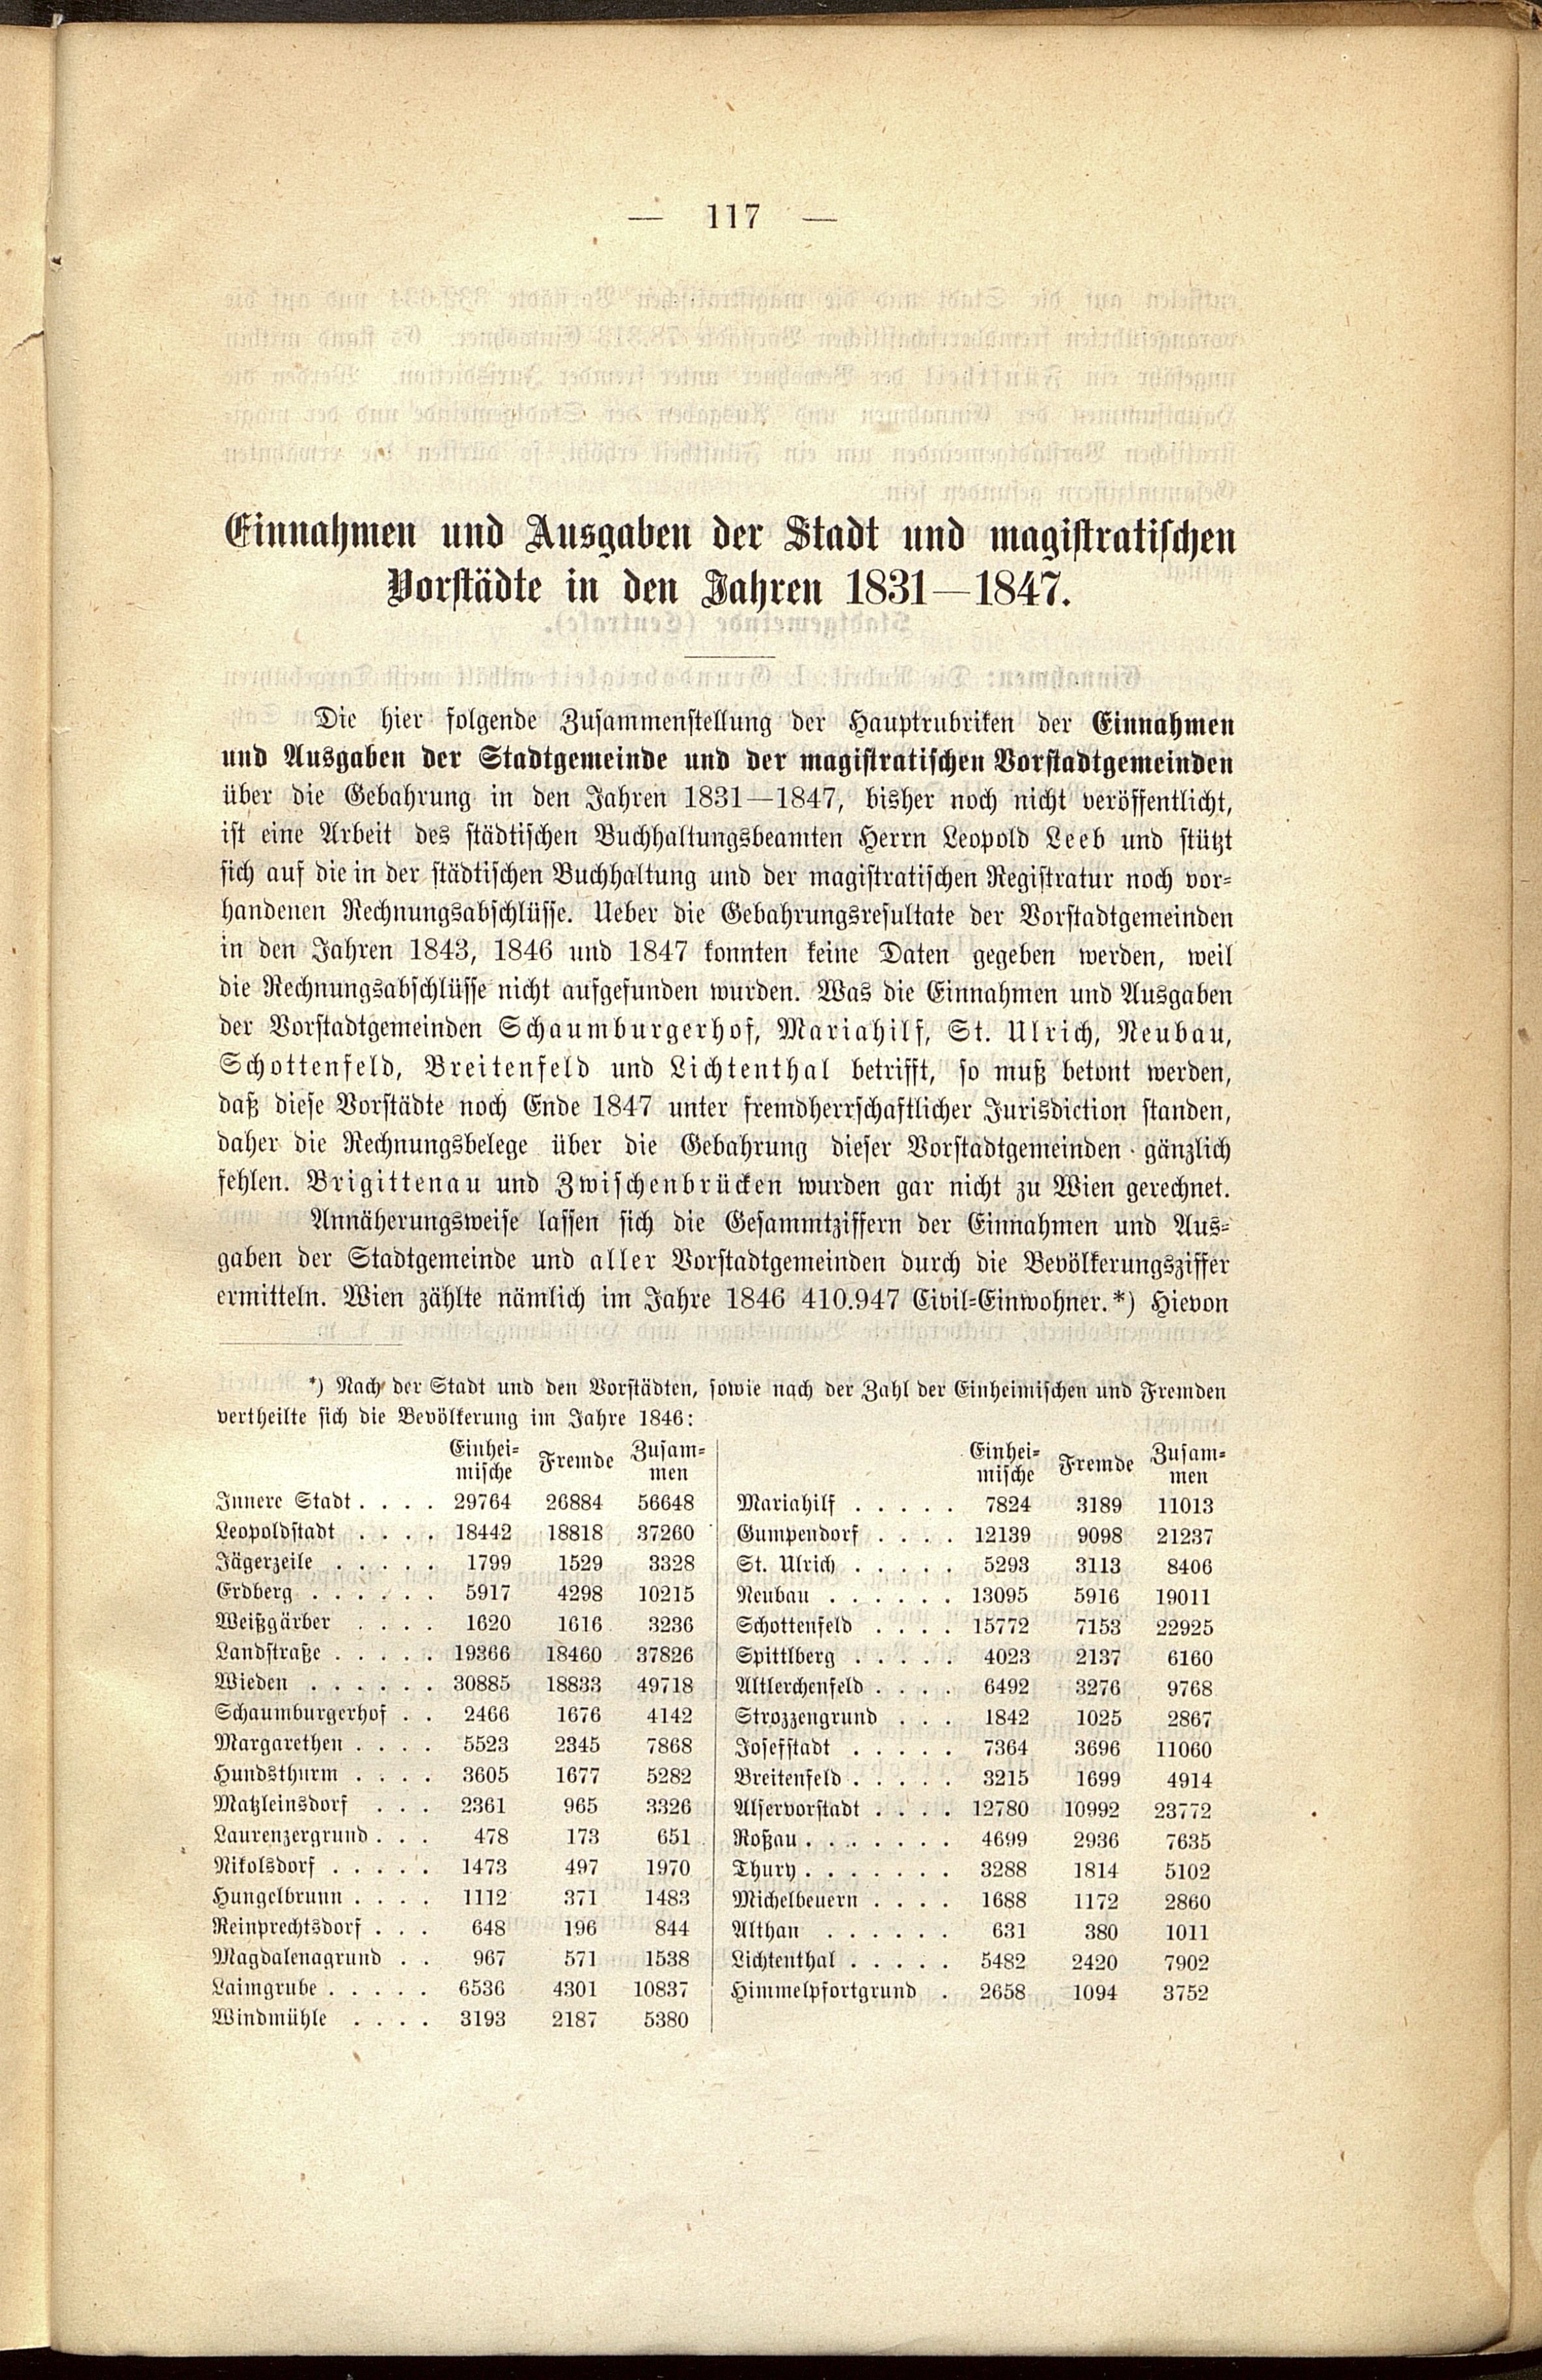 — 117 —
Einnahmen und Ausgaben der Stadt und magistratischen
Vorstädte in den Jahren 1831—1847.
Die hier folgende Zusammenstellung der Hauptrubriken der Einnahmen
und Ausgaben der Stadtgemeinde und der magistratischen Vorstadtgemeinden
über die Gebahrung in den Jahren 1831—1847, bisher noch nicht veröffentlicht,
ist eine Arbeit des städtischen Buchhaltungsbeamten Herrn Leopold Leeb und stützt
sich auf die in der städtischen Buchhaltung und der magistratischen Registratur noch vor-
handenen Rechnungsabschlüsse. Ueber die Gebahrungsresultate der Vorstadtgemeinden
in den Jahren 1843, 1846 und 1847 konnten keine Daten gegeben werden, weil
die Rechnungsabschlüsse nicht aufgefunden wurden. Was die Einnahmen und Ausgaben
der Vorstadtgemeinden Schaumburgerhof, Mariahilf, St. Ulrich, Neubau,
Schottenfeld, Breitenfeld und Lichtenthal betrifft, so muß betont werden,
daß diese Vorstädte noch Ende 1847 unter fremdherrschaftlicher Jurisdiction standen,
daher die Rechnungsbelege über die Gebahrung dieser Vorstadtgemeinden gänzlich
fehlen. Brigittenau und Zwischenbrücken wurden gar nicht zu Wien gerechnet.
Annäherungsweise lassen sich die Gesammtziffern der Einnahmen und Aus-
gaben der Stadtgemeinde und aller Vorstadtgemeinden durch die Bevölkerungsziffer
ermitteln. Wien zählte nämlich im Jahre 1846 410.947 Civil-Einwohner.*) Hievon
*) Nach der Stadt und den Vorstädten, sowie nach der Zahl der Einheimischen und Fremden
vertheilte sich die Bevölkerung im Jahre 1846:
Einhei-
mische Fremde Zusam-
men
Innere Stadt . . . . 29764 26884 56648
Leopoldstadt . . . . 18442 18818 37260
Jägerzeile . . . . . 1799 1529 3328
Erdberg . . . . . . 5917 4298 10215
Weißgärber . . . . 1620 1616 3236
Landstraße . . . . . 19366 18460 37826
Wieden . . . . . . 30885 18833 49718
Schaumburgerhof . . 2466 1676 4142
Margarethen . . . . 5523 2345 7868
Hundsthurm . . . . 3605 1677 5282
Matzleinsdorf . . . 2361 965 3326
Laurenzergrund . . . 478 173 651
Nikolsdorf . . . . . 1473 497 1970
Hungelbrunn . . . . 1112 371 1483
Reinprechtsdorf . . . 648 196 844
Magdalenagrund . . 967 571 1538
Laimgrube . . . . . 6536 4301 10837
Windmühle . . . . 3193 2187 5380
Einhei-
mische Fremde Zusam-
men
Mariahilf . . . . . 7824 3189 11013
Gumpendorf . . . . 12139 9098 21237
St. Ulrich . . . . . 5293 3113 8406
Neubau . . . . . . 13095 5916 19011
Schottenfeld . . . . 15772 7153 22925
Spittlberg . . . . . 4023 2137 6160
Altlerchenfeld . . . . 6492 3276 9768
Strozzengrund . . . 1842 1025 2867
Josefstadt . . . . . 7364 3696 11060
Breitenfeld . . . . . 3215 1699 4914
Alservorstadt . . . . 12780 10992 23772
Roßau . . . . . . . 4699 2936 7635
Thury . . . . . . . 3288 1814 5102
Michelbeuern . . . . 1688 1172 2860
Althan . . . . . . 631 380 1011
Lichtenthal . . . . . 5482 2420 7902
Himmelpfortgrund . 2658 1094 3752